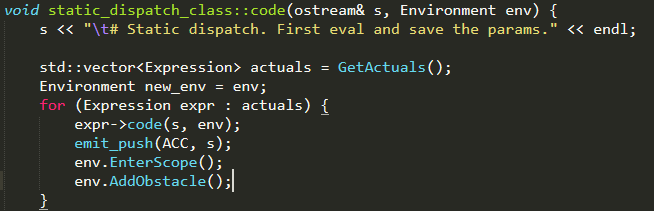 void static_dispatch_class::code(ostream& s, Environment env) {
    s << "\t# Static dispatch. First eval and save the params." << endl;
    std::vector<Expression> actuals = GetActuals();
    Environment new_env = env;
    for (Expression expr : actuals) {
        expr->code(s, env);
        emit_push(ACC, s);
        env.EnterScope();
        env.AddObstacle();
    }